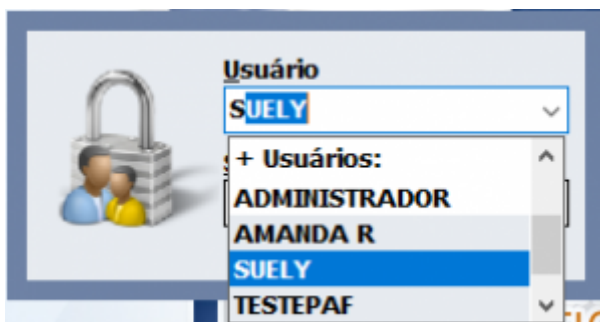 Usuário
SUELY
+ Usuários:
ADMINISTRADOR
AMANDA R
SUELY
TESTEPAF